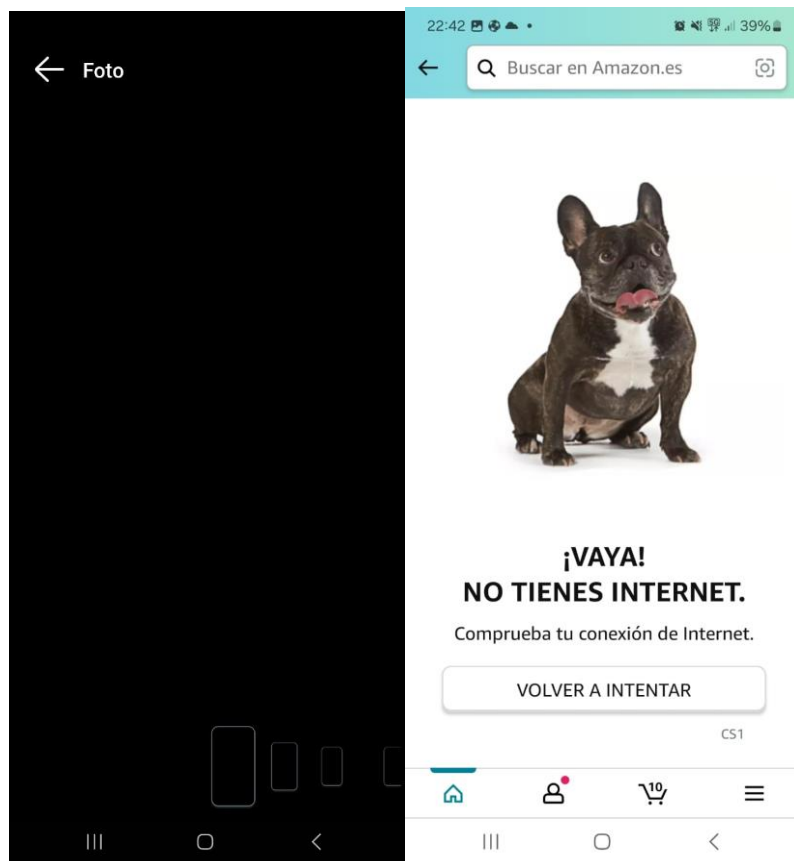 Foto
22:42
39%
Buscar en Amazon.es
¡VAYA!
NO TIENES INTERNET.
Comprueba tu conexión de Internet.
VOLVER A INTENTAR
CS1
10